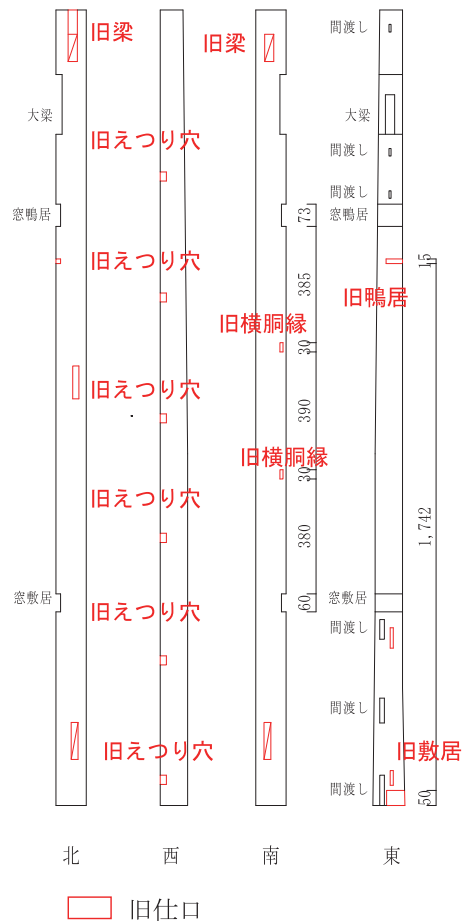 旧梁
旧梁
間渡し
大梁
大梁
旧えつり穴
間渡し
間渡し
窓鴨居
73
窓鴨居
旧えつり穴
15
385
旧鴨居
旧横胴縁
30
旧えつり穴
390
旧横胴縁
30
旧えつり穴
1,742
380
窓敷居
60
窓敷居
旧えつり穴
間渡し
間渡し
旧えつり穴
旧敷居
間渡し
50
北
西
南
東
旧仕口